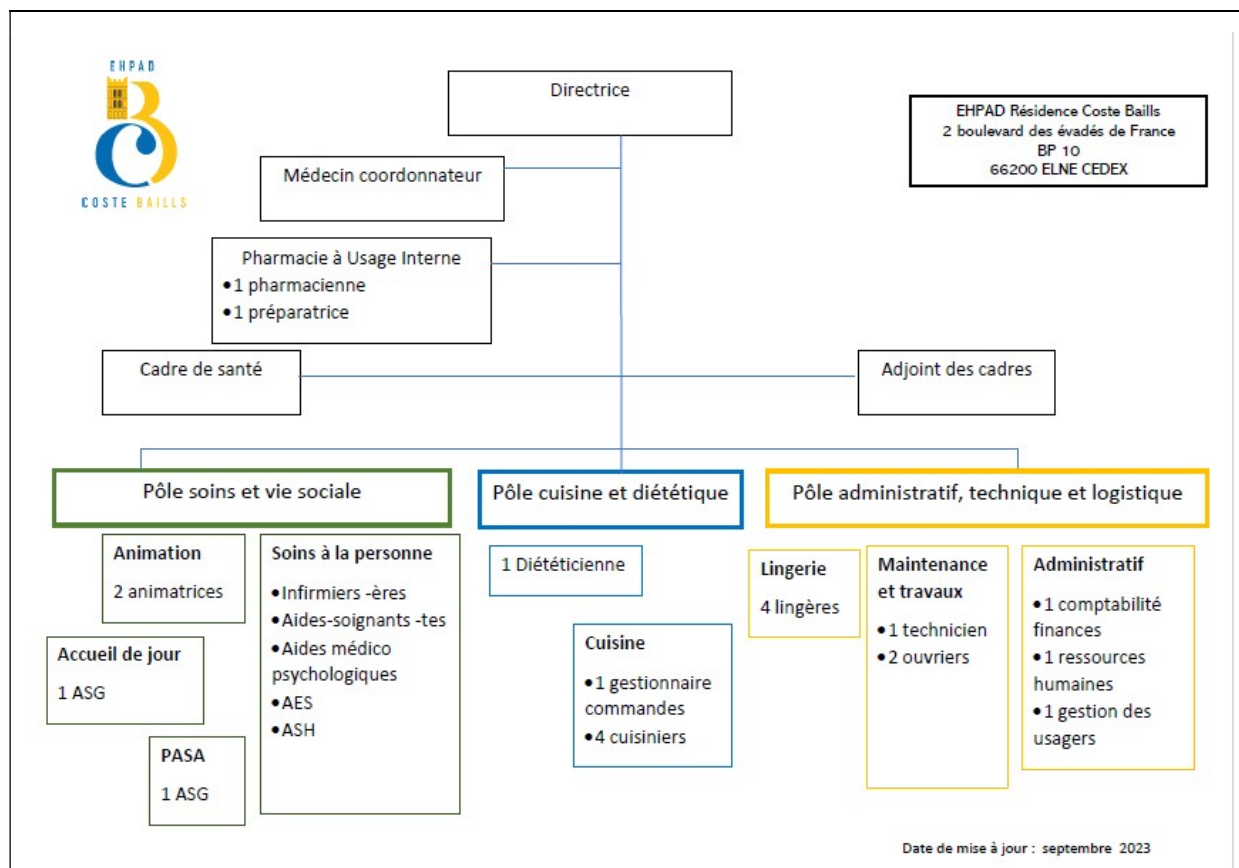 EHPAD
COSTE BAILLS
Directrice
EHPAD Résidence Coste Baills
2 boulevard des évadés de France
BP 10
66200 ELNE CEDEX
Médecin coordonnateur
Pharmacie à Usage Interne
•1 pharmacienne
•1 préparatrice
Cadre de santé
Adjoint des cadres
Pôle soins et vie sociale
Pôle cuisine et diététique
Pôle administratif, technique et logistique
Animation
2 animatrices
Accueil de jour
1 ASG
PASA
1 ASG
Soins à la personne
•Infirmiers -ères
•Aides-soignants -tes
•Aides médico
psychologiques
•AES
•ASH
1 Diététicienne
Cuisine
•1 gestionnaire
commandes
•4 cuisiniers
Lingerie
4 lingères
Maintenance
et travaux
•1 technicien
•2 ouvriers
Administratif
•1 comptabilité
finances
•1 ressources
humaines
•1 gestion des
usagers
Date de mise à jour : septembre 2023